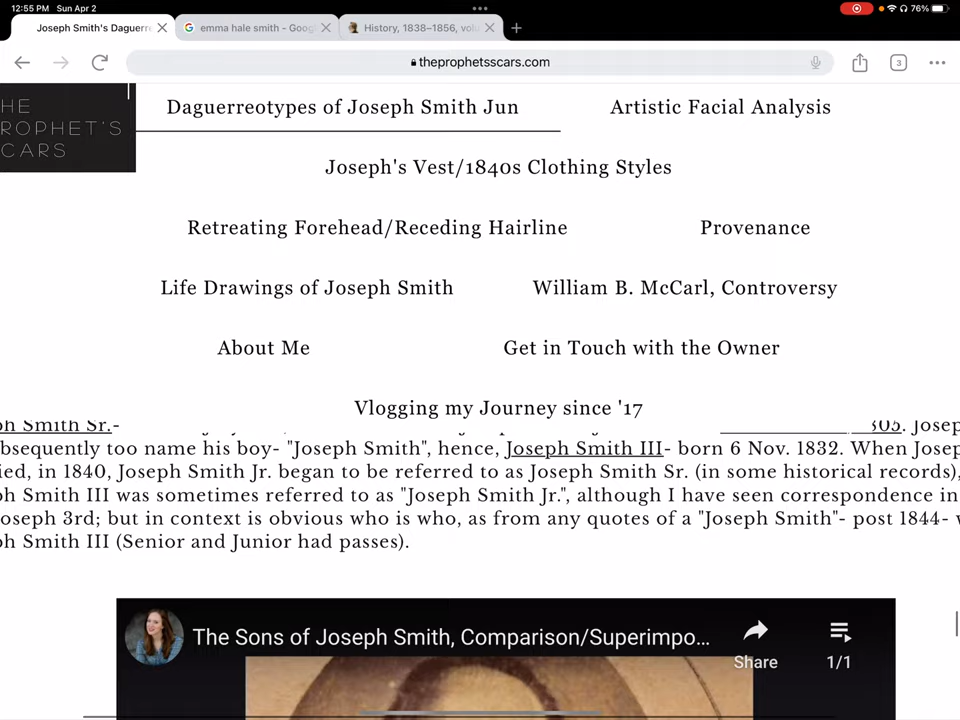 12:55 PM Sun Apr 2
76%
Joseph Smith's Daguerr
emma hale smith - Goog
History, 1838–1856, volu
theprophetsscars.com
3
HE
ROPHET'S
CARS
Daguerreotypes of Joseph Smith Jun
Artistic Facial Analysis
Joseph's Vest/1840s Clothing Styles
Retreating Forehead/Receding Hairline
Provenance
Life Drawings of Joseph Smith
William B. McCarl, Controversy
About Me
Get in Touch with the Owner
Vlogging my Journey since '17
ph Smith Sr.- 305. Josep
bsequently too name his boy- "Joseph Smith", hence, Joseph Smith III- born 6 Nov. 1832. When Josep
ied, in 1840, Joseph Smith Jr. began to be referred to as Joseph Smith Sr. (in some historical records),
ph Smith III was sometimes referred to as "Joseph Smith Jr.", although I have seen correspondence in
oseph 3rd; but in context is obvious who is who, as from any quotes of a "Joseph Smith"- post 1844-
ph Smith III (Senior and Junior had passes).
The Sons of Joseph Smith, Comparison/Superimpo...
Share
1/1